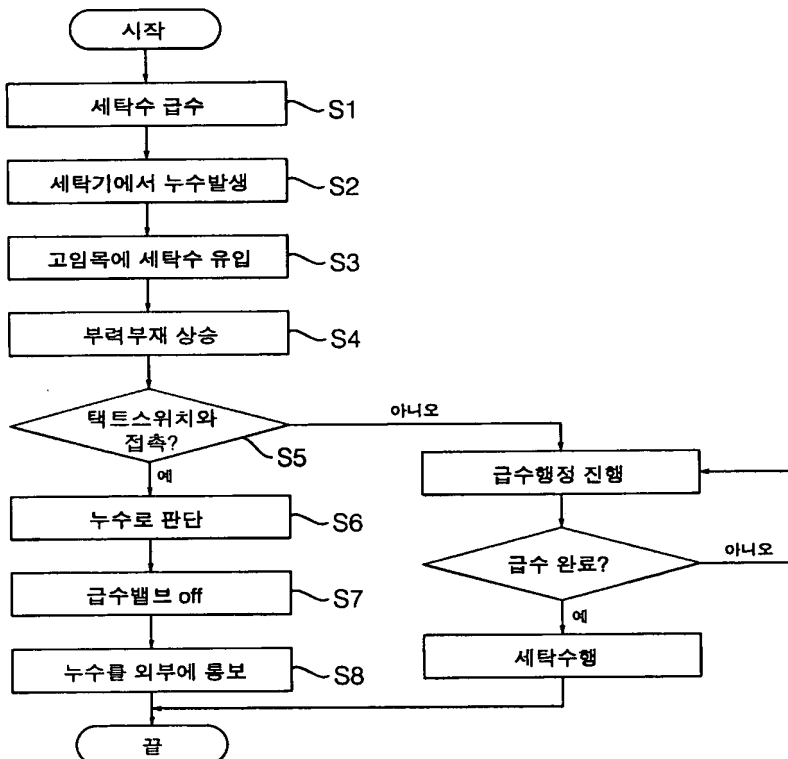 시작
세탁수 급수
S1
세탁기에서 누수발생
S2
고임목에 세탁수 유입
S3
부력부재 상승
S4
택트스위치와
접촉?
S5
아니오
예
급수행정 진행
누수로 판단
S6
급수 완료?
아니오
예
급수밸브 off
S7
세탁수행
누수를 외부에 통보
S8
끝